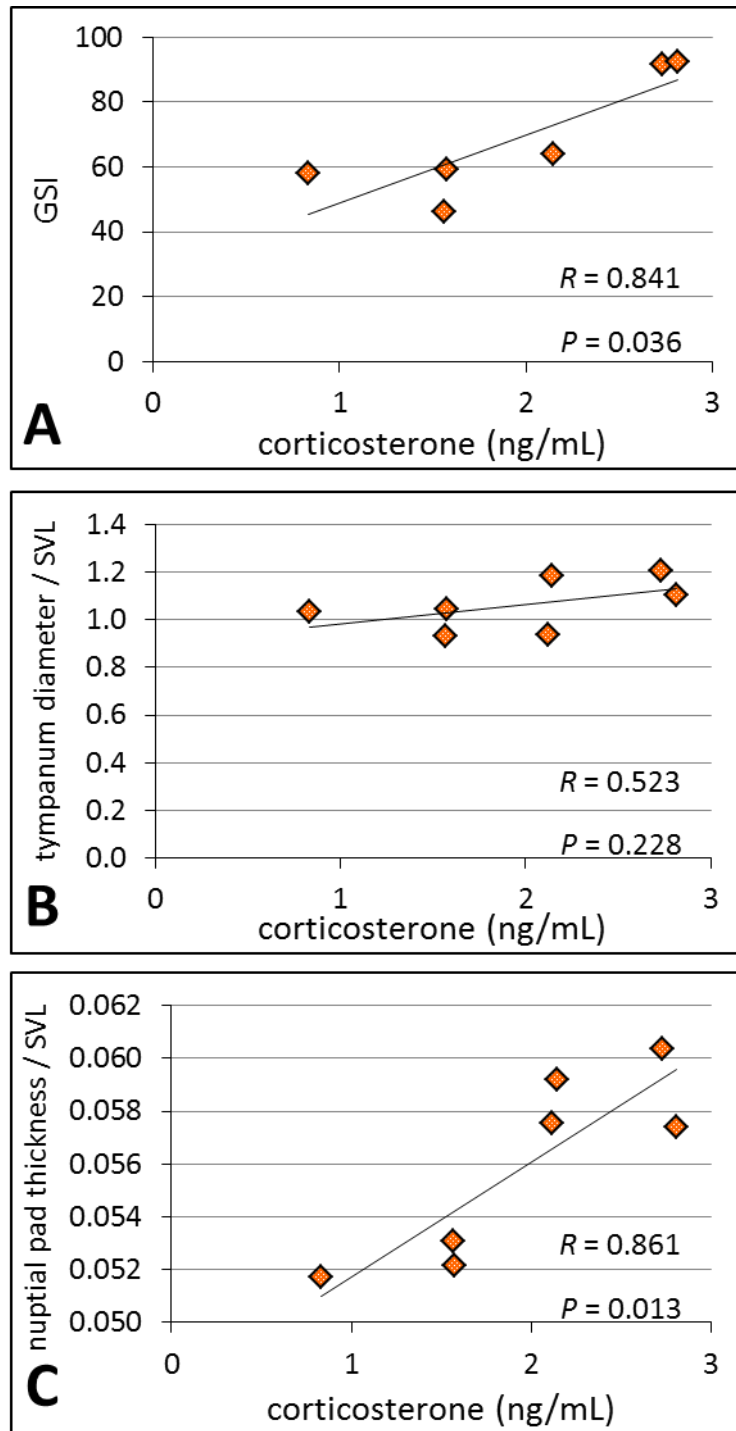 100
80
60
40
20
0
GSI
R = 0.841
P = 0.036
0 1 2 3
corticosterone (ng/mL)
A
1.4
1.2
1.0
0.8
0.6
0.4
0.2
0.0
tympanum diameter / SVL
R = 0.523
P = 0.228
0 1 2 3
corticosterone (ng/mL)
B
0.062
0.060
0.058
0.056
0.054
0.052
0.050
nuptial pad thickness / SVL
R = 0.861
P = 0.013
0 1 2 3
corticosterone (ng/mL)
C